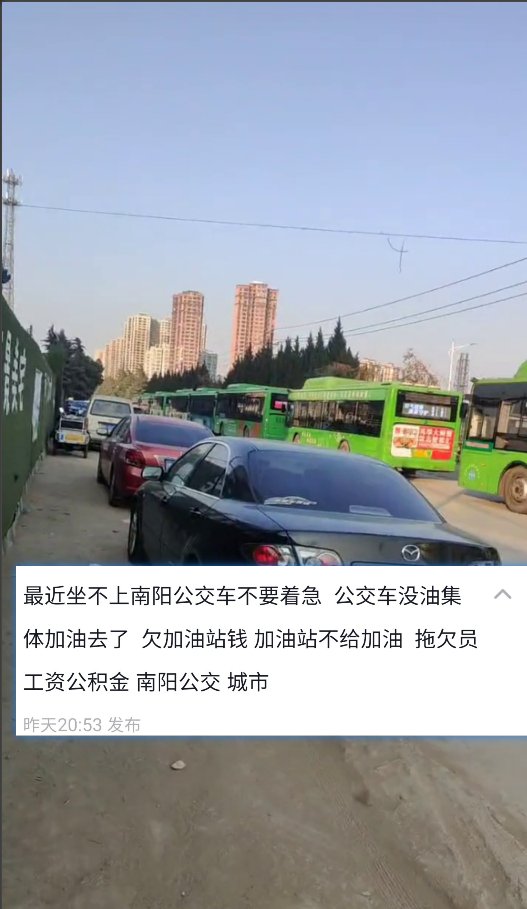 最近坐不上南阳公交车不要着急 公交车没油集
体加油去了 欠加油站钱 加油站不给加油 拖欠员
工资公积金 南阳公交 城市
昨天20:53 发布